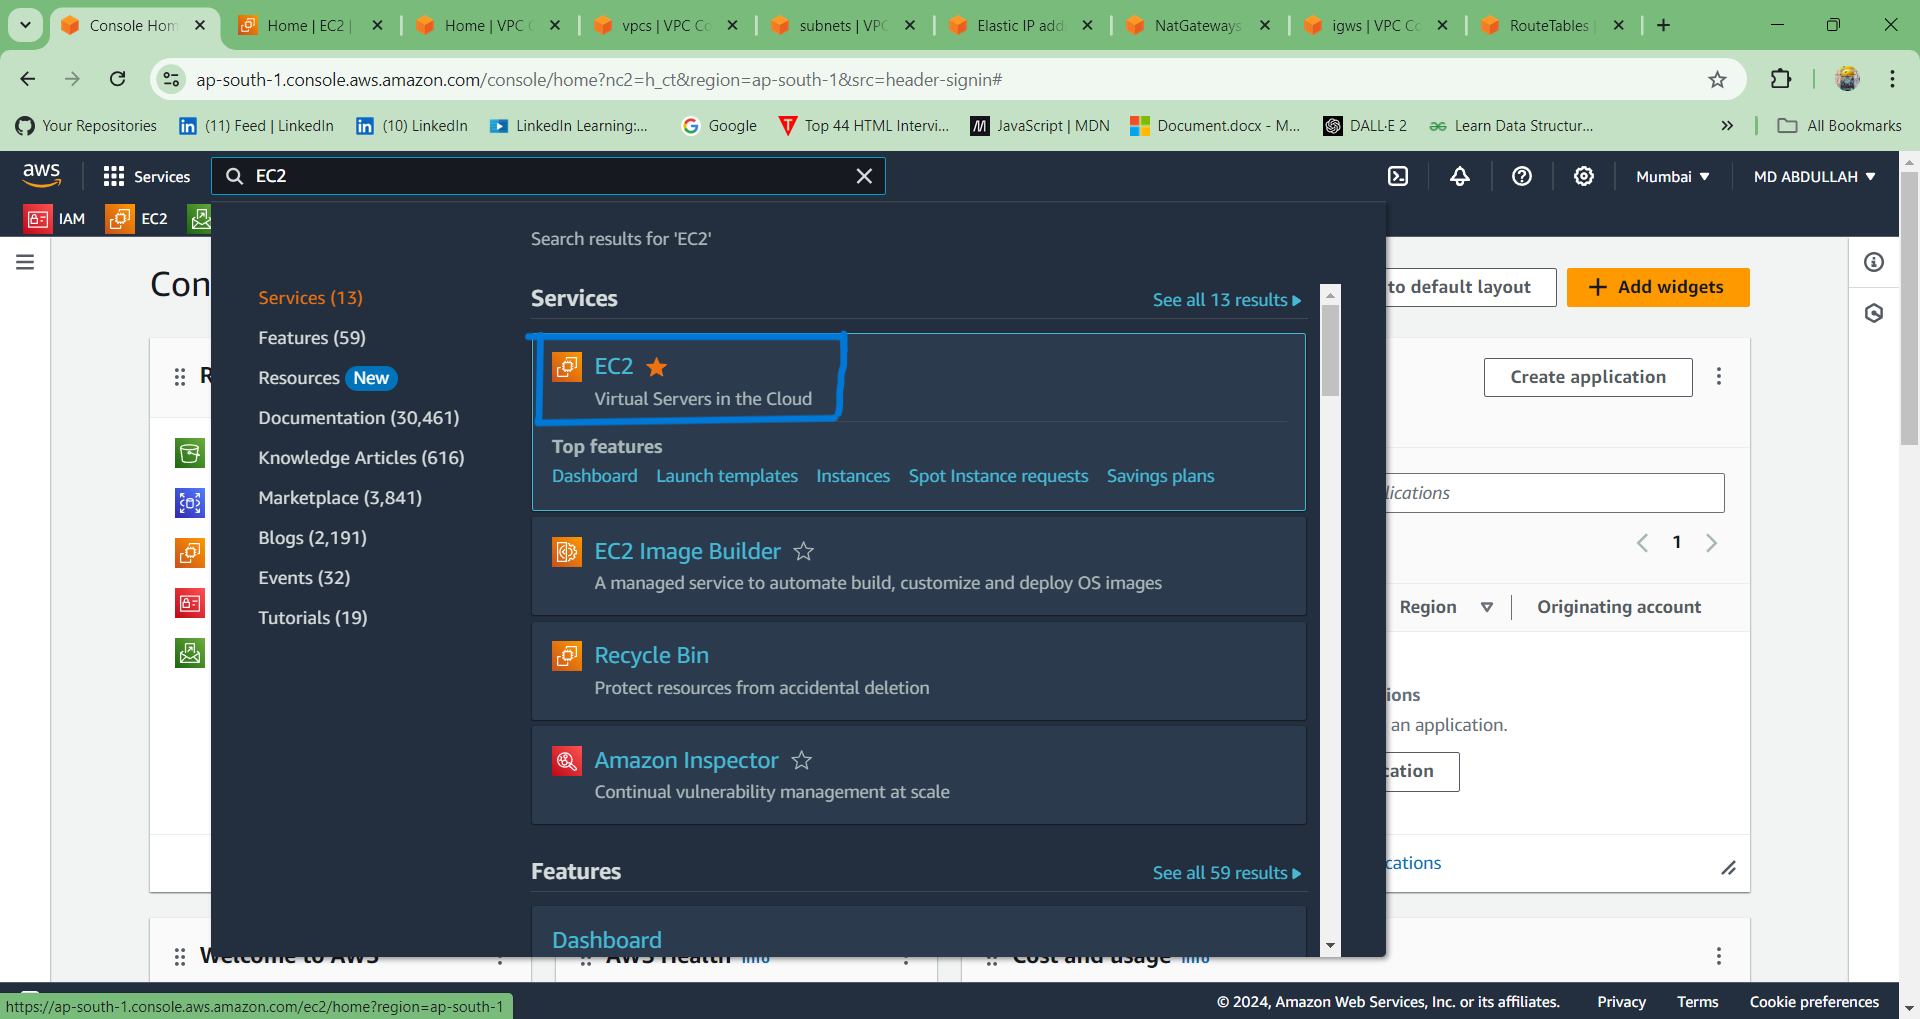 Console Hom
Home | EC2 |
Home | VPC C
vpcs | VPC Co
subnets | VPC
Elastic IP add
NatGateways
igws | VPC Co
RouteTables
ap-south-1.console.aws.amazon.com/console/home?nc2=h_ct&region=ap-south-1&src=header-signin#
Your Repositories
(11) Feed | LinkedIn
(10) LinkedIn
LinkedIn Learning:...
Google
Top 44 HTML Intervi...
JavaScript | MDN
Document.docx - M...
DALL·E 2
Learn Data Structur...
All Bookmarks
aws
Services
EC2
Mumbai
MD ABDULLAH
IAM
EC2
Search results for 'EC2'
Con
to default layout
Add widgets
Services (13)
Features (59)
Resources New
Documentation (30,461)
Knowledge Articles (616)
Marketplace (3,841)
Blogs (2,191)
Events (32)
Tutorials (19)
Services
See all 13 results
EC2
Virtual Servers in the Cloud
Top features
Dashboard Launch templates Instances Spot Instance requests Savings plans
EC2 Image Builder
A managed service to automate build, customize and deploy OS images
Recycle Bin
Protect resources from accidental deletion
Amazon Inspector
Continual vulnerability management at scale
Features
See all 59 results
Dashboard
R
Create application
lications
1
Region
Originating account
ions
an application.
cation
cations
Welcome to AWS
AWS Health Info
Cost and usage Info
https://ap-south-1.console.aws.amazon.com/ec2/home?region=ap-south-1
© 2024, Amazon Web Services, Inc. or its affiliates.
Privacy
Terms
Cookie preferences